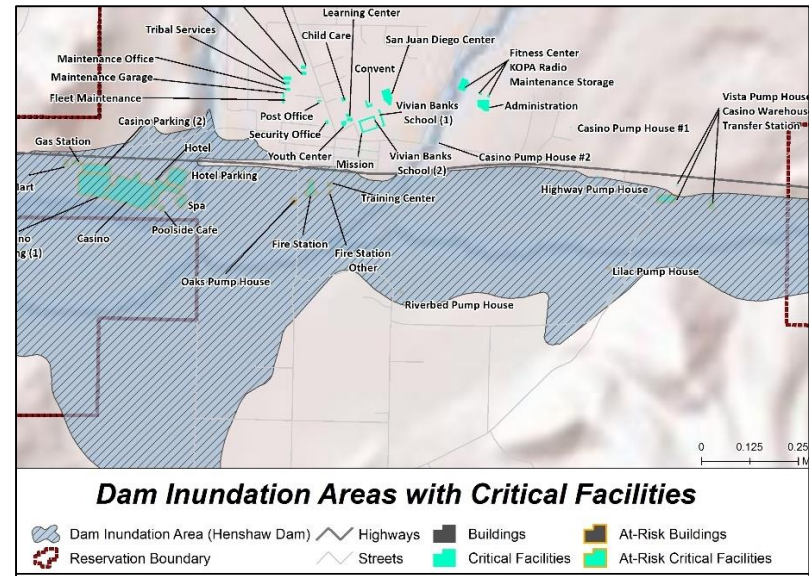 Learning Center
Tribal Services
Child Care
San Juan Diego Center
Fitness Center
KOPA Radio
Maintenance Storage
Maintenance Office
Convent
Maintenance Garage
Vista Pump House
Fleet Maintenance
Casino Warehouse
Post Office
Vivian Banks
School (1)
Administration
Transfer Station
Casino Parking (2)
Security Office
Casino Pump House #1
Gas Station
Hotel
Youth Center
Mission
Vivian Banks
School (2)
Casino Pump House #2
Hotel Parking
Training Center
Highway Pump House
Spa
Casino
Poolside Cafe
Fire Station
Fire Station
Other
Oaks Pump House
Lilac Pump House
Riverbed Pump House
0 0.125 0.25
Dam Inundation Areas with Critical Facilities
Dam Inundation Area (Henshaw Dam) Highways Buildings At-Risk Buildings
Reservation Boundary Streets Critical Facilities At-Risk Critical Facilities